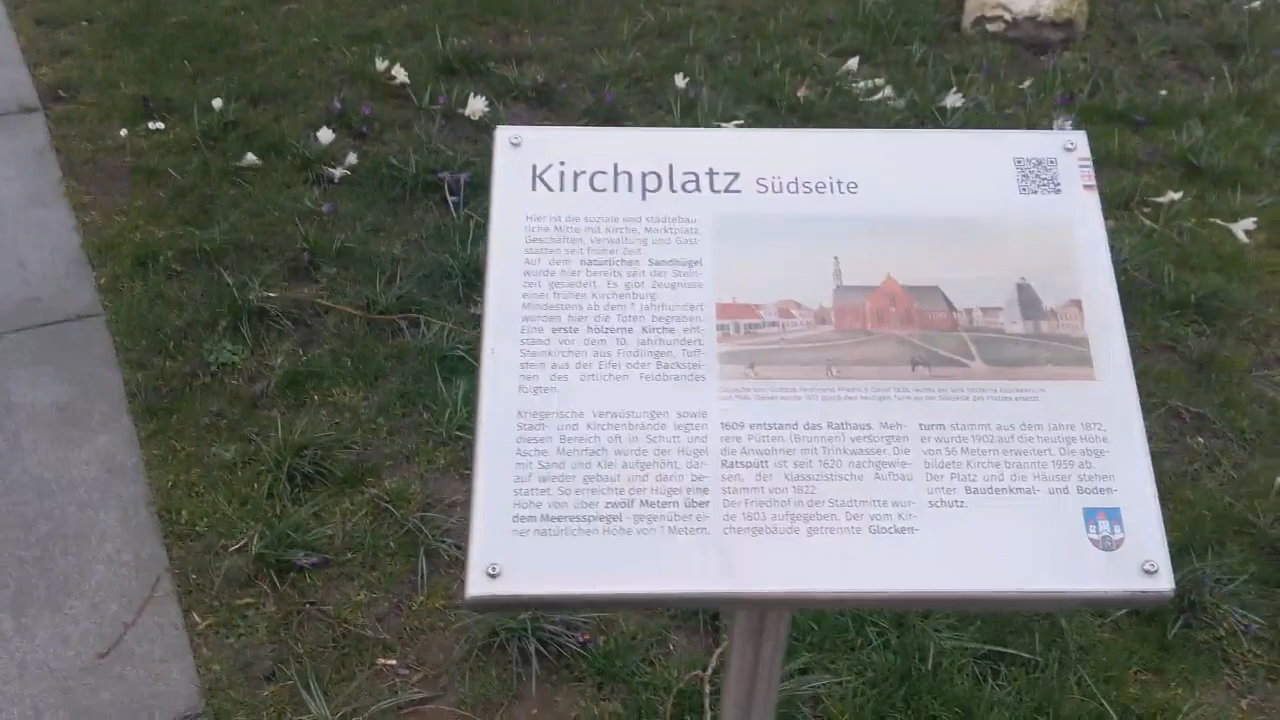 Kirchplatz Südseite
Hier ist die soziale und städtebau-
liche Mitte mit Kirche, Marktplatz,
Geschäften, Verwaltung und Gast-
stätten seit früher Zeit.
Auf dem natürlichen Sandhügel
wurde hier bereits seit der Stein-
zeit gesiedelt. Es gibt Zeugnisse
einer frühen Kirchenburg.
Mindestens ab dem 7. Jahrhundert
wurden hier die Toten begraben.
Eine erste hölzerne Kirche ent-
stand vor dem 10. Jahrhundert.
Steinkirchen aus Findlingen, Tuff-
stein aus der Eifel oder Backstei-
nen des örtlichen Feldbrandes
folgten.
Kriegerische Verwüstungen sowie
Stadt- und Kirchenbrände legten
diesen Bereich oft in Schutt und
Asche. Mehrfach wurde der Hügel
mit Sand und Klei aufgehöht, dar-
auf wieder gebaut und darin be-
stattet. So erreichte der Hügel eine
Höhe von über zwölf Metern über
dem Meeresspiegel - gegenüber ei-
ner natürlichen Höhe von 7 Metern.
1609 entstand das Rathaus. Meh-
rere Pütten (Brunnen) versorgten
die Anwohner mit Trinkwasser. Die
Ratspütt ist seit 1620 nachgewie-
sen, der klassizistische Aufbau
stammt von 1822.
Der Friedhof in der Stadtmitte wur-
de 1803 aufgegeben. Der vom Kir-
chengebäude getrennte Glocken-
turm stammt aus dem Jahre 1872,
er wurde 1902 auf die heutige Höhe
von 56 Metern erweitert. Die abge-
bildete Kirche brannte 1959 ab.
Der Platz und die Häuser stehen
unter Baudenkmal- und Boden-
schutz.